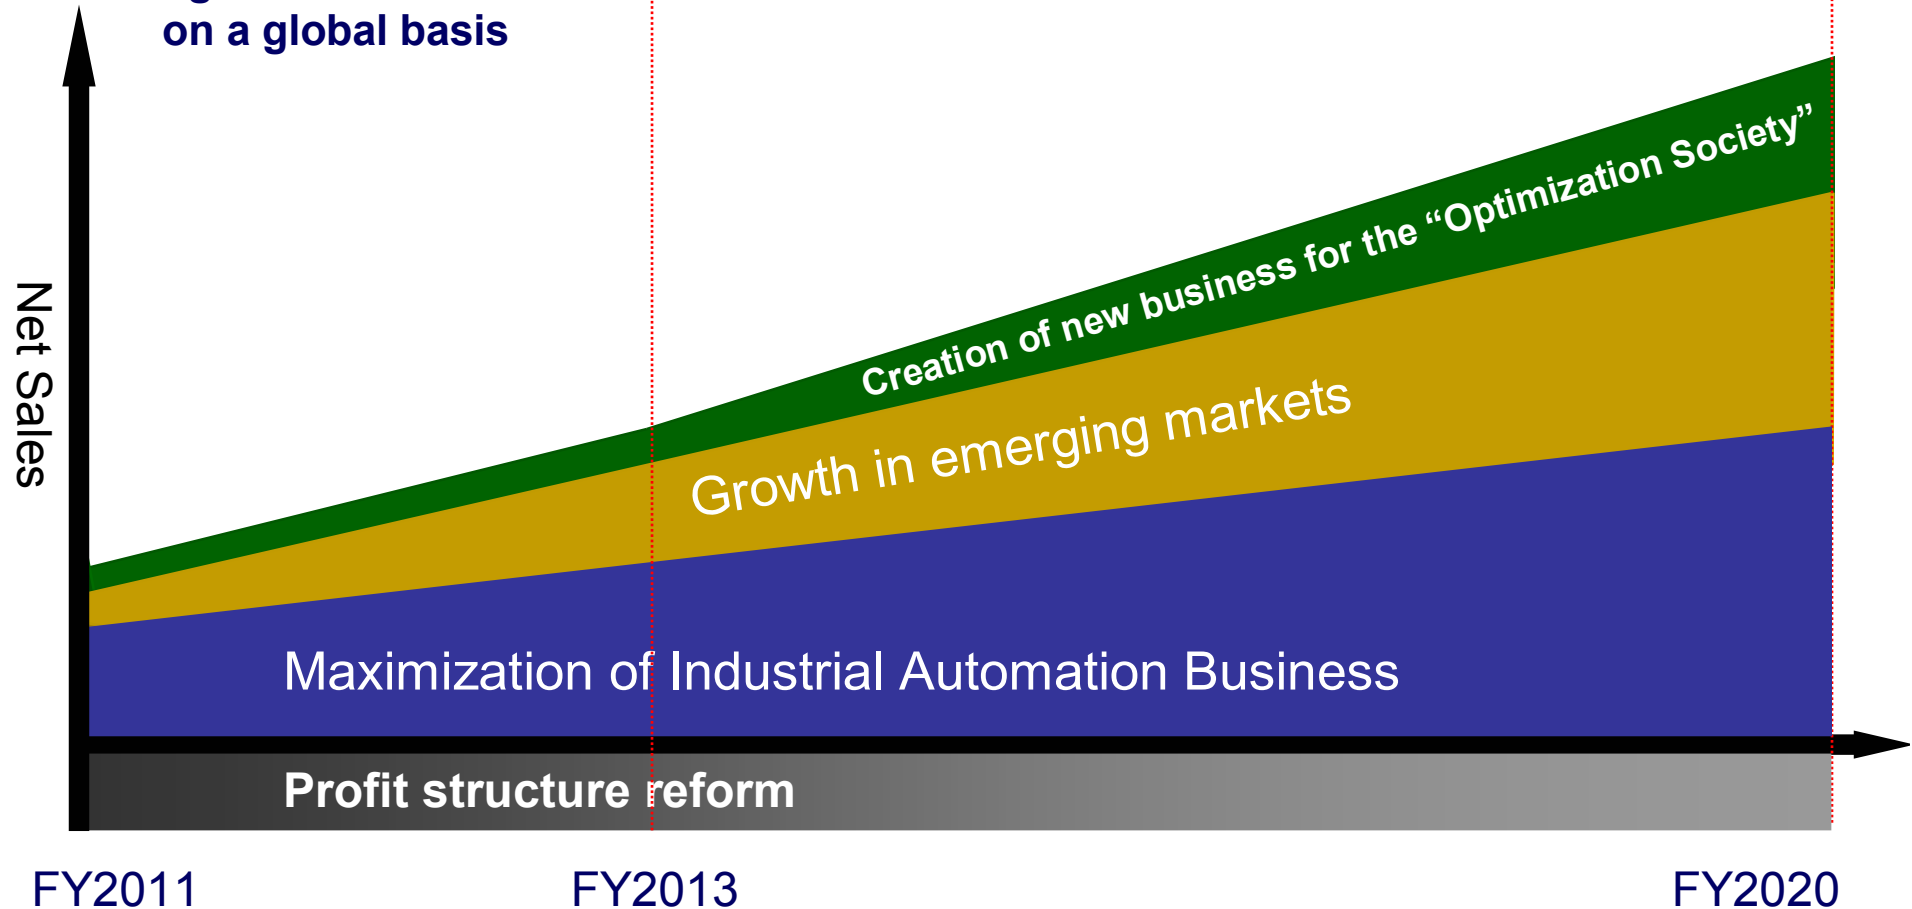 on a global basis
Creation of new business for the “Optimization Society”
Net Sales
Growth in emerging markets
Maximization of Industrial Automation Business
Profit structure reform
FY2011
FY2013
FY2020